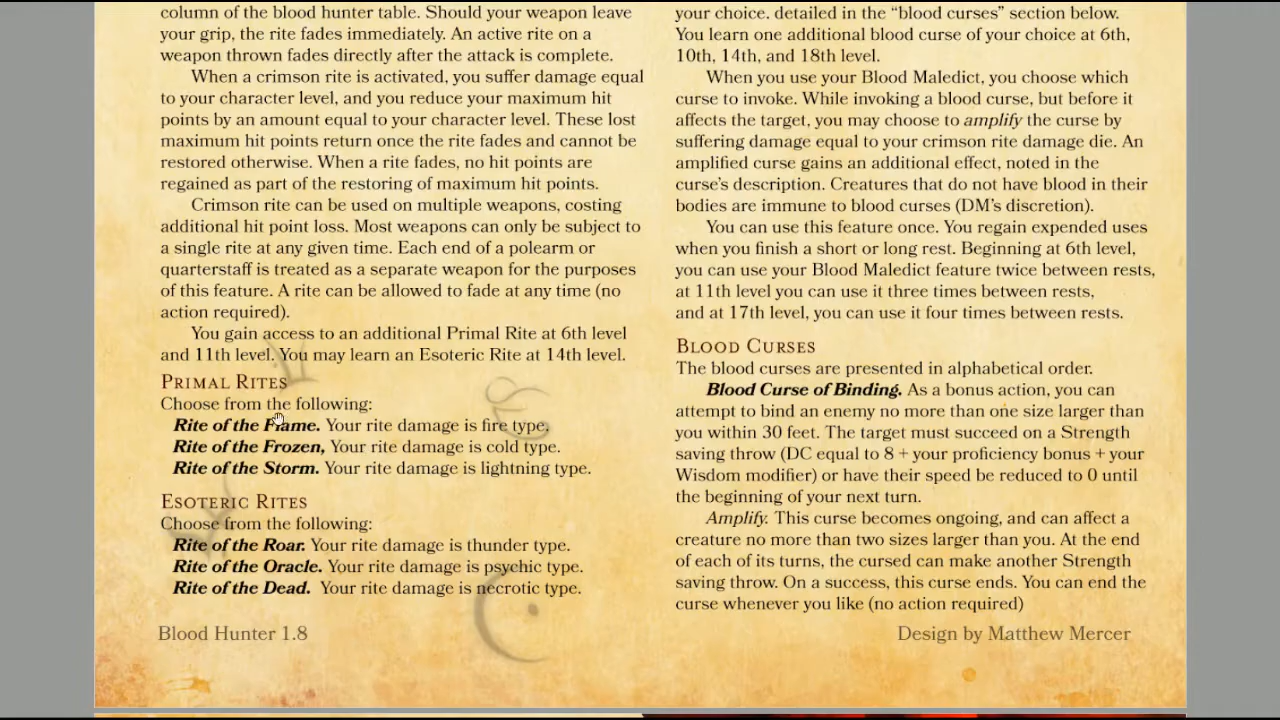 column of the blood hunter table. Should your weapon leave
your grip, the rite fades immediately. An active rite on a
weapon thrown fades directly after the attack is complete.
When a crimson rite is activated, you suffer damage equal
to your character level, and you reduce your maximum hit
points by an amount equal to your character level. These lost
maximum hit points return once the rite fades and cannot be
restored otherwise. When a rite fades, no hit points are
regained as part of the restoring of maximum hit points.
Crimson rite can be used on multiple weapons, costing
additional hit point loss. Most weapons can only be subject to
a single rite at any given time. Each end of a polearm or
quarterstaff is treated as a separate weapon for the purposes
of this feature. A rite can be allowed to fade at any time (no
action required).
You gain access to an additional Primal Rite at 6th level
and 11th level. You may learn an Esoteric Rite at 14th level.
PRIMAL RITES
Choose from the following:
Rite of the Flame. Your rite damage is fire type.
Rite of the Frozen, Your rite damage is cold type.
Rite of the Storm. Your rite damage is lightning type.
ESOTERIC RITES
Choose from the following:
Rite of the Roar. Your rite damage is thunder type.
Rite of the Oracle. Your rite damage is psychic type.
Rite of the Dead. Your rite damage is necrotic type.
your choice. detailed in the “blood curses” section below.
You learn one additional blood curse of your choice at 6th,
10th, 14th, and 18th level.
When you use your Blood Maledict, you choose which
curse to invoke. While invoking a blood curse, but before it
affects the target, you may choose to amplify the curse by
suffering damage equal to your crimson rite damage die. An
amplified curse gains an additional effect, noted in the
curse’s description. Creatures that do not have blood in their
bodies are immune to blood curses (DM’s discretion).
You can use this feature once. You regain expended uses
when you finish a short or long rest. Beginning at 6th level,
you can use your Blood Maledict feature twice between rests,
at 11th level you can use it three times between rests,
and at 17th level, you can use it four times between rests.
BLOOD CURSES
The blood curses are presented in alphabetical order.
Blood Curse of Binding. As a bonus action, you can
attempt to bind an enemy no more than one size larger than
you within 30 feet. The target must succeed on a Strength
saving throw (DC equal to 8 + your proficiency bonus + your
Wisdom modifier) or have their speed be reduced to 0 until
the beginning of your next turn.
Amplify. This curse becomes ongoing, and can affect a
creature no more than two sizes larger than you. At the end
of each of its turns, the cursed can make another Strength
saving throw. On a success, this curse ends. You can end the
curse whenever you like (no action required)
Blood Hunter 1.8
Design by Matthew Mercer